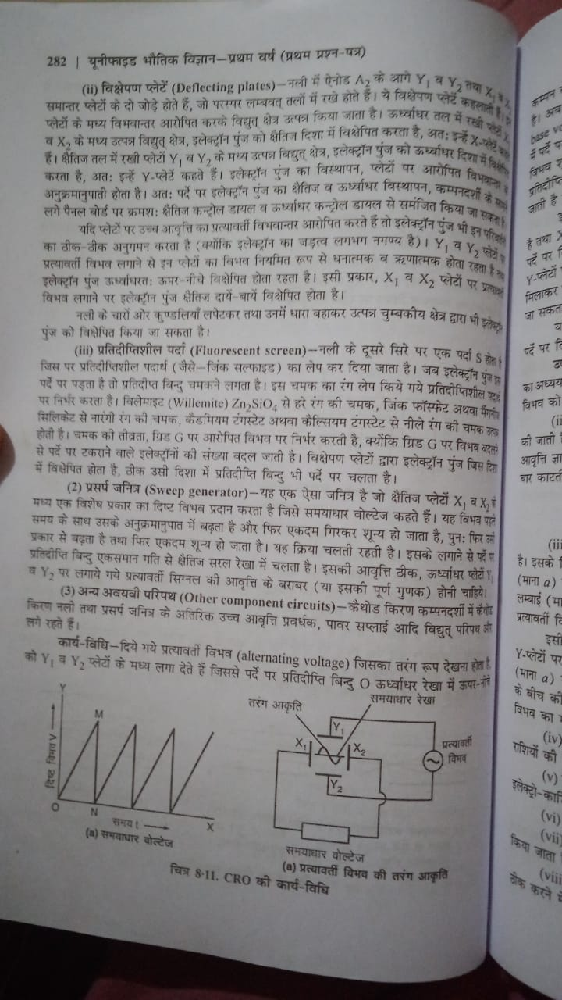 282 | यूनीफाइड भौतिक विज्ञान–प्रथम वर्ष (प्रथम प्रश्न-पत्र)
(ii) विक्षेपण प्लेटें (Deflecting plates)–नली में ऐनोड A₂ के आगे Y₁ व Y₂ तथा X₁ व X₂
समान्तर प्लेटों के दो जोड़े होते हैं, जो परस्पर लम्बवत् तलों में रखे होते हैं। ये विक्षेपण प्लेटें कहलाती हैं।
प्लेटों के मध्य विभवान्तर आरोपित करके विद्युत् क्षेत्र उत्पन्न किया जाता है। ऊर्ध्वाधर तल में रखी प्लेटों X₁
व X₂ के मध्य उत्पन्न विद्युत् क्षेत्र, इलेक्ट्रॉन पुंज को क्षैतिज दिशा में विक्षेपित करता है, अत: इन्हें X-प्लेटें कहते
हैं। क्षैतिज तल में रखी प्लेटों Y₁ व Y₂ के मध्य उत्पन्न विद्युत् क्षेत्र, इलेक्ट्रॉन पुंज को ऊर्ध्वाधर दिशा में विक्षेपित
करता है, अत: इन्हें Y-प्लेटें कहते हैं। इलेक्ट्रॉन पुंज का विस्थापन, प्लेटों पर आरोपित विभवान्तर के
अनुक्रमानुपाती होता है। अत: पर्दे पर इलेक्ट्रॉन पुंज का क्षैतिज व ऊर्ध्वाधर विस्थापन, कम्पनदर्शी के सामने
लगे पैनल बोर्ड पर क्रमश: क्षैतिज कन्ट्रोल डायल व ऊर्ध्वाधर कन्ट्रोल डायल से समंजित किया जा सकता है।
यदि प्लेटों पर उच्च आवृत्ति का प्रत्यावर्ती विभवान्तर आरोपित करते हैं तो इलेक्ट्रॉन पुंज भी इन परिवर्तनों
का ठीक-ठीक अनुगमन करता है (क्योंकि इलेक्ट्रॉन का जड़त्व लगभग नगण्य है)। Y₁ व Y₂ प्लेटों पर
प्रत्यावर्ती विभव लगाने से इन प्लेटों का विभव नियमित रूप से धनात्मक व ऋणात्मक होता रहता है तथा
इलेक्ट्रॉन पुंज ऊर्ध्वाधरत: ऊपर-नीचे विक्षेपित होता रहता है। इसी प्रकार, X₁ व X₂ प्लेटों पर प्रत्यावर्ती
विभव लगाने पर इलेक्ट्रॉन पुंज क्षैतिज दायें-बायें विक्षेपित होता है।
नली के चारों ओर कुण्डलियाँ लपेटकर तथा उनमें धारा बहाकर उत्पन्न चुम्बकीय क्षेत्र द्वारा भी इलेक्ट्रॉन
पुंज को विक्षेपित किया जा सकता है।
(iii) प्रतिदीप्तिशील पर्दा (Fluorescent screen)–नली के दूसरे सिरे पर एक पर्दा S होता है
जिस पर प्रतिदीप्तिशील पदार्थ (जैसे–जिंक सल्फाइड) का लेप कर दिया जाता है। जब इलेक्ट्रॉन पुंज इस
पर्दे पर पड़ता है तो प्रतिदीप्त बिन्दु चमकने लगता है। इस चमक का रंग लेप किये गये प्रतिदीप्तिशील पदार्थ
पर निर्भर करता है। विलेमाइट (Willemite) Zn₂SiO₄ से हरे रंग की चमक, जिंक फॉस्फेट अथवा मैंगनीज
सिलिकेट से नारंगी रंग की चमक, कैडमियम टंगस्टेट अथवा कैल्सियम टंगस्टेट से नीले रंग की चमक उत्पन्न
होती है। चमक की तीव्रता, ग्रिड G पर आरोपित विभव पर निर्भर करती है, क्योंकि ग्रिड G पर विभव बदलने
से पर्दे पर टकराने वाले इलेक्ट्रॉनों की संख्या बदल जाती है। विक्षेपण प्लेटों द्वारा इलेक्ट्रॉन पुंज जिस दिशा
में विक्षेपित होता है, ठीक उसी दिशा में प्रतिदीप्ति बिन्दु भी पर्दे पर चलता है।
(2) प्रसर्प जनित्र (Sweep generator)–यह एक ऐसा जनित्र है जो क्षैतिज प्लेटों X₁ व X₂ के
मध्य एक विशेष प्रकार का दिष्ट विभव प्रदान करता है जिसे समयाधार वोल्टेज कहते हैं। यह विभव पहले
समय के साथ उसके अनुक्रमानुपात में बढ़ता है और फिर एकदम गिरकर शून्य हो जाता है, पुन: फिर उसी
प्रकार से बढ़ता है तथा फिर एकदम शून्य हो जाता है। यह क्रिया चलती रहती है। इसके लगाने से पर्दे पर
प्रतिदीप्ति बिन्दु एकसमान गति से क्षैतिज सरल रेखा में चलता है। इसकी आवृत्ति ठीक, ऊर्ध्वाधर प्लेटों Y₁
व Y₂ पर लगाये गये प्रत्यावर्ती सिग्नल की आवृत्ति के बराबर (या इसकी पूर्ण गुणक) होनी चाहिये।
(3) अन्य अवयवी परिपथ (Other component circuits)–कैथोड किरण कम्पनदर्शी में कैथोड
किरण नली तथा प्रसर्प जनित्र के अतिरिक्त उच्च आवृत्ति प्रवर्धक, पावर सप्लाई आदि विद्युत् परिपथ और
लगे रहते हैं।
कार्य-विधि–दिये गये प्रत्यावर्ती विभव (alternating voltage) जिसका तरंग रूप देखना होता है,
को Y₁ व Y₂ प्लेटों के मध्य लगा देते हैं जिससे पर्दे पर प्रतिदीप्ति बिन्दु O ऊर्ध्वाधर रेखा में ऊपर-नीचे
Y
M
दिष्ट विभव V
O
N
समय t
X
(a) समयाधार वोल्टेज
तरंग आकृति
समयाधार रेखा
Y₁
X₁
X₂
Y₂
प्रत्यावर्ती
विभव
समयाधार वोल्टेज
(a) प्रत्यावर्ती विभव की तरंग आकृति
चित्र 8·11. CRO की कार्य-विधि
कम्पन
है। अब
base vo
में पर्दे प
विभव र
प्रतिदीप्ति
जाती है
है तथा X
पर्दे पर f
Y-प्लेटों
मिलाकर
जा सकत
य
पर्दे पर ति
उ
का अध्यय
विभव को
(ii
की जाती
आवृत्ति ज्ञा
बार काटती
(iii
है। इसके f
(माना a)
लम्बाई (मा
प्रत्यावर्ती वि
इसी
Y-प्लेटों पर
(माना a)
के बीच की
विभव का म
(iv)
राशियों की
(v)
इलेक्ट्रो-कार्डि
(vi)
(vii)
किया जाता
(viii
ठीक करने में